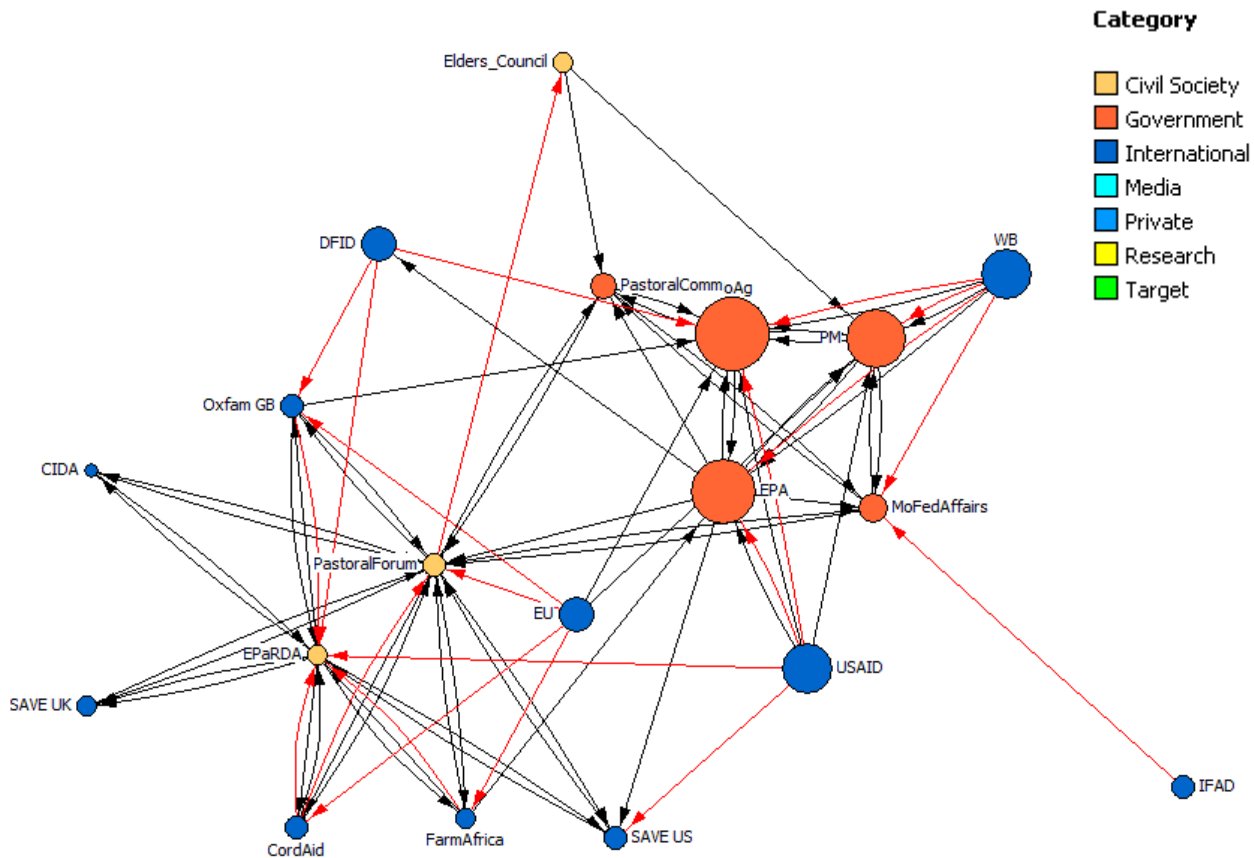 Category
Civil Society
Government
International
Media
Private
Research
Target
Elders_Council
DFID
WB
PastoralComm
oAg
PM
Oxfam GB
CIDA
EPA
MoFedAffairs
PastoralForum
EU
EPaRDA
USAID
SAVE UK
IFAD
CordAid
FarmAfrica
SAVE US